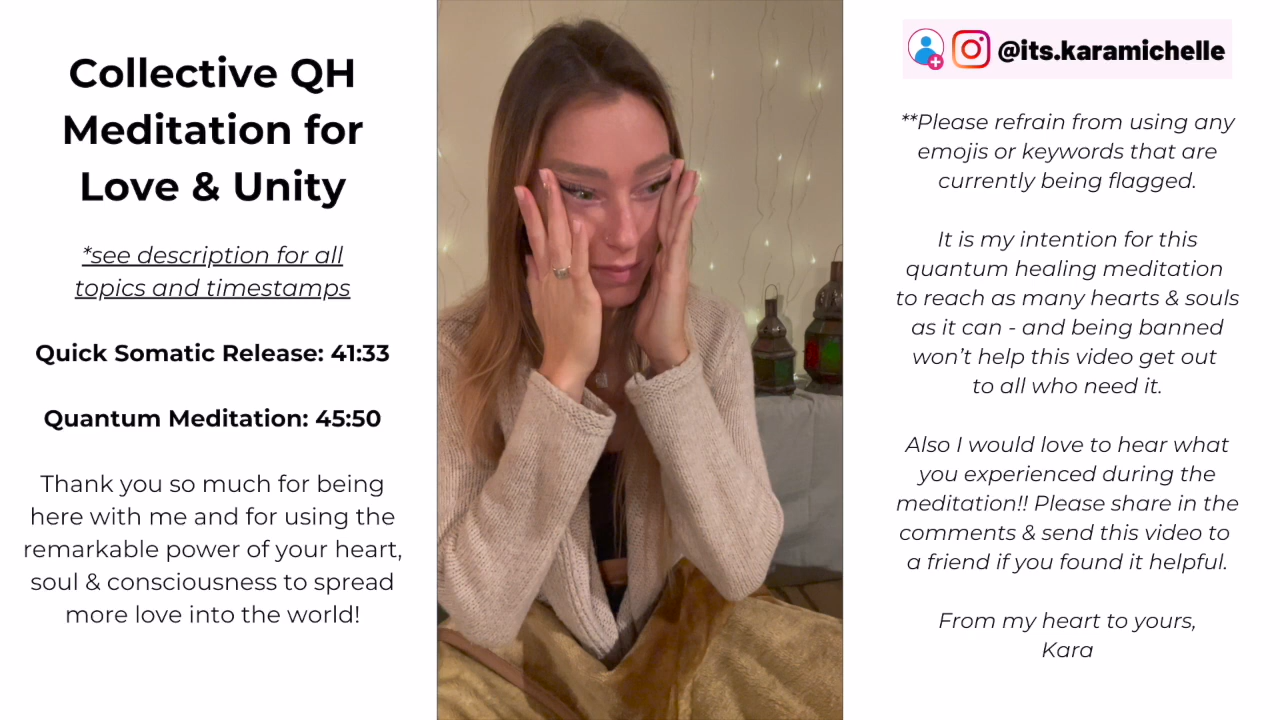 Collective QH
Meditation for
Love & Unity
*see description for all
topics and timestamps
Quick Somatic Release: 41:33
Quantum Meditation: 45:50
Thank you so much for being
here with me and for using the
remarkable power of your heart,
soul & consciousness to spread
more love into the world!
@its.karamichelle
**Please refrain from using any
emojis or keywords that are
currently being flagged.
It is my intention for this
quantum healing meditation
to reach as many hearts & souls
as it can - and being banned
won't help this video get out
to all who need it.
Also I would love to hear what
you experienced during the
meditation!! Please share in the
comments & send this video to
a friend if you found it helpful.
From my heart to yours,
Kara